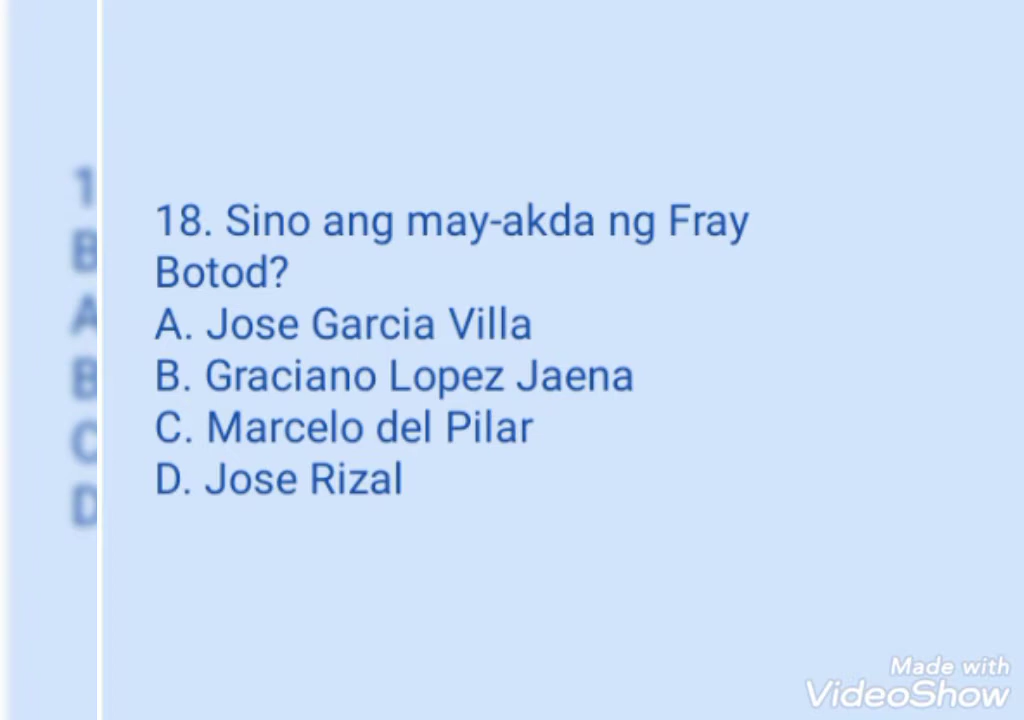 18. Sino ang may-akda ng Fray
Botod?
A. Jose Garcia Villa
B. Graciano Lopez Jaena
C. Marcelo del Pilar
D. Jose Rizal
Made with
VideoShow